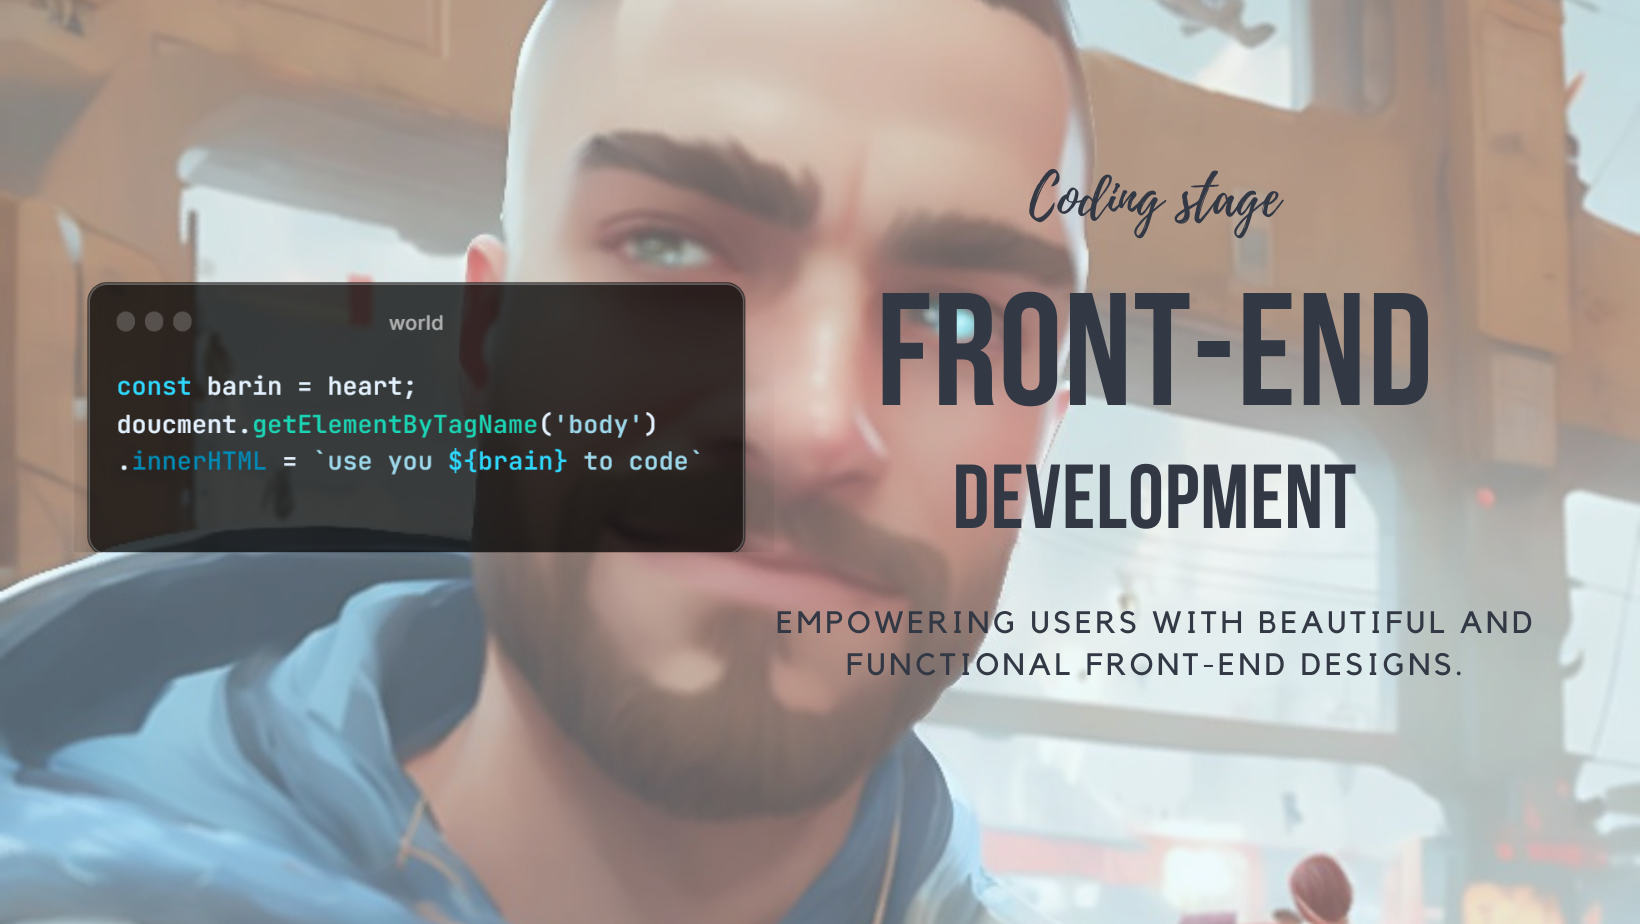 world
const barin = heart;
doucment.getElementByTagName('body')
.innerHTML = `use you ${brain} to code`
Coding stage
FRONT-END
DEVELOPMENT
EMPOWERING USERS WITH BEAUTIFUL AND
FUNCTIONAL FRONT-END DESIGNS.